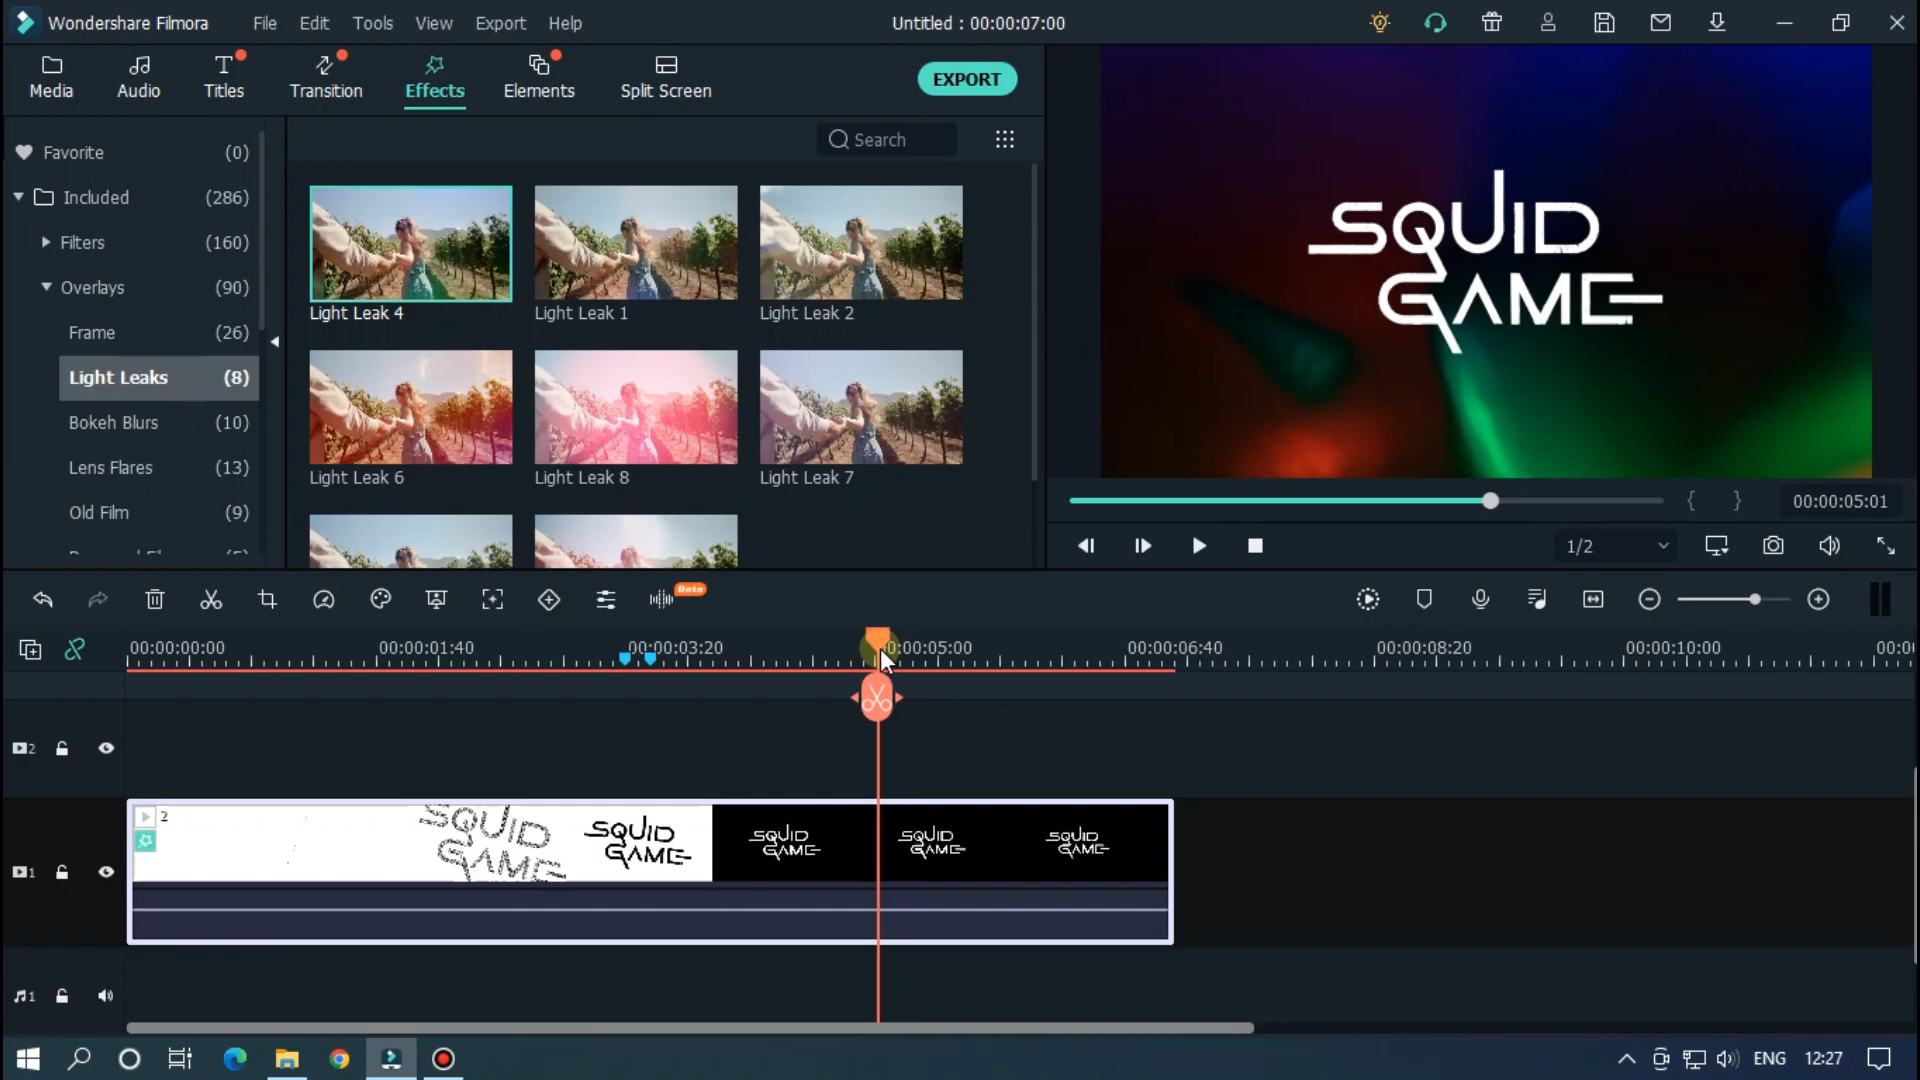 Wondershare Filmora
File Edit Tools View Export Help
Untitled : 00:00:07:00
Media
Audio
Titles
Transition
Effects
Elements
Split Screen
EXPORT
Favorite (0)
Included (286)
Filters (160)
Overlays (90)
Frame (26)
Light Leaks (8)
Bokeh Blurs (10)
Lens Flares (13)
Old Film (9)
Search
Light Leak 4
Light Leak 1
Light Leak 2
Light Leak 6
Light Leak 8
Light Leak 7
SQUID
GAME
{ }
00:00:05:01
1/2
Beta
00:00:00:00
00:00:01:40
00:00:03:20
00:00:05:00
00:00:06:40
00:00:08:20
00:00:10:00
2
2
SQUID
GAME
SQUID
GAME
SQUID
GAME
SQUID
GAME
SQUID
GAME
1
1
ENG
12:27